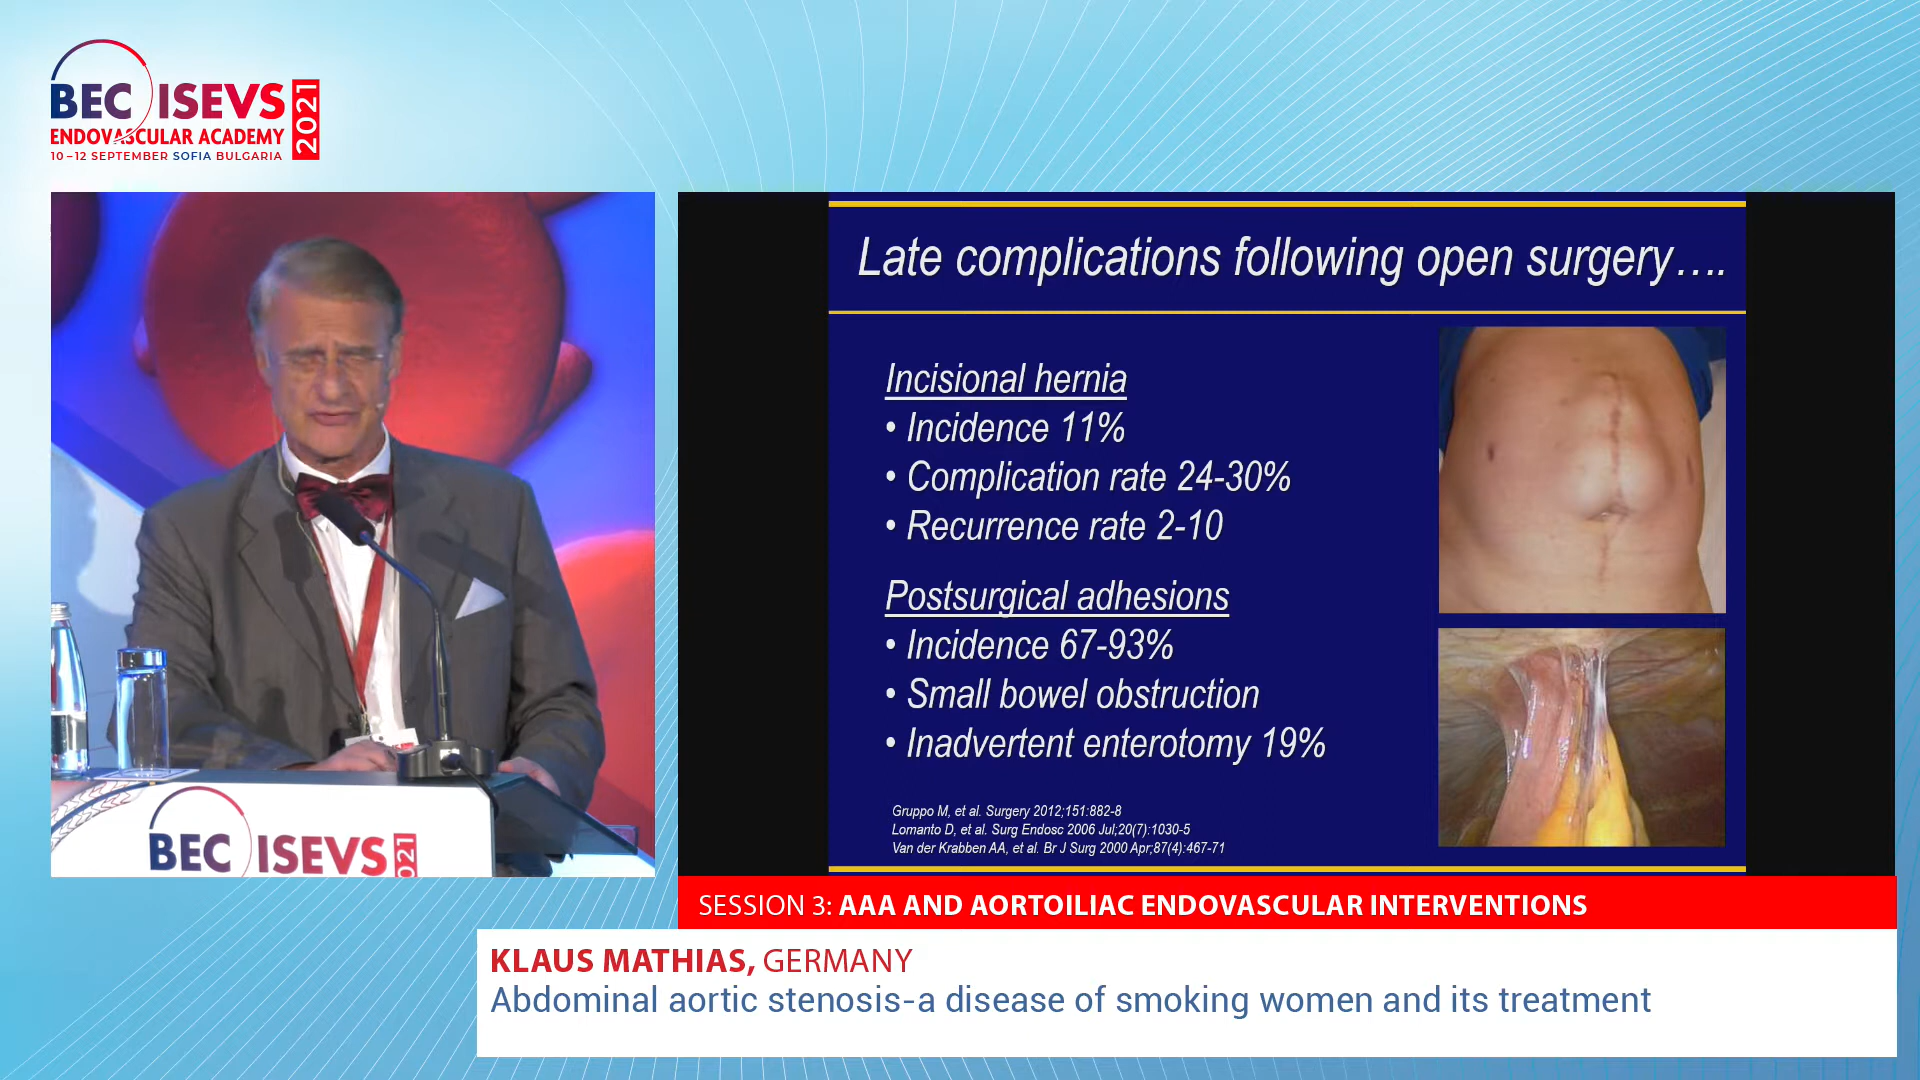 BEC ISEVS 2021
ENDOVASCULAR ACADEMY
10–12 SEPTEMBER SOFIA BULGARIA
BEC ISEVS
Late complications following open surgery….
Incisional hernia
• Incidence 11%
• Complication rate 24-30%
• Recurrence rate 2-10
Postsurgical adhesions
• Incidence 67-93%
• Small bowel obstruction
• Inadvertent enterotomy 19%
Gruppo M, et al. Surgery 2012;151:882-8
Lomanto D, et al. Surg Endosc 2006 Jul;20(7):1030-5
Van der Krabben AA, et al. Br J Surg 2000 Apr;87(4):467-71
SESSION 3: AAA AND AORTOILIAC ENDOVASCULAR INTERVENTIONS
KLAUS MATHIAS, GERMANY
Abdominal aortic stenosis-a disease of smoking women and its treatment